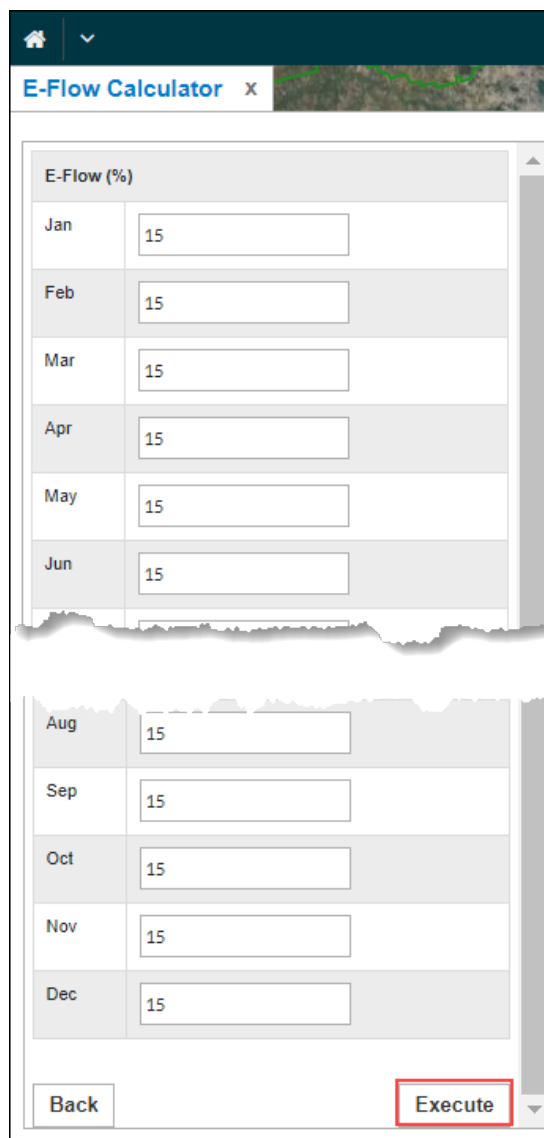 E-Flow Calculator x
E-Flow (%)
Jan 15
Feb 15
Mar 15
Apr 15
May 15
Jun 15
Aug 15
Sep 15
Oct 15
Nov 15
Dec 15
Back Execute